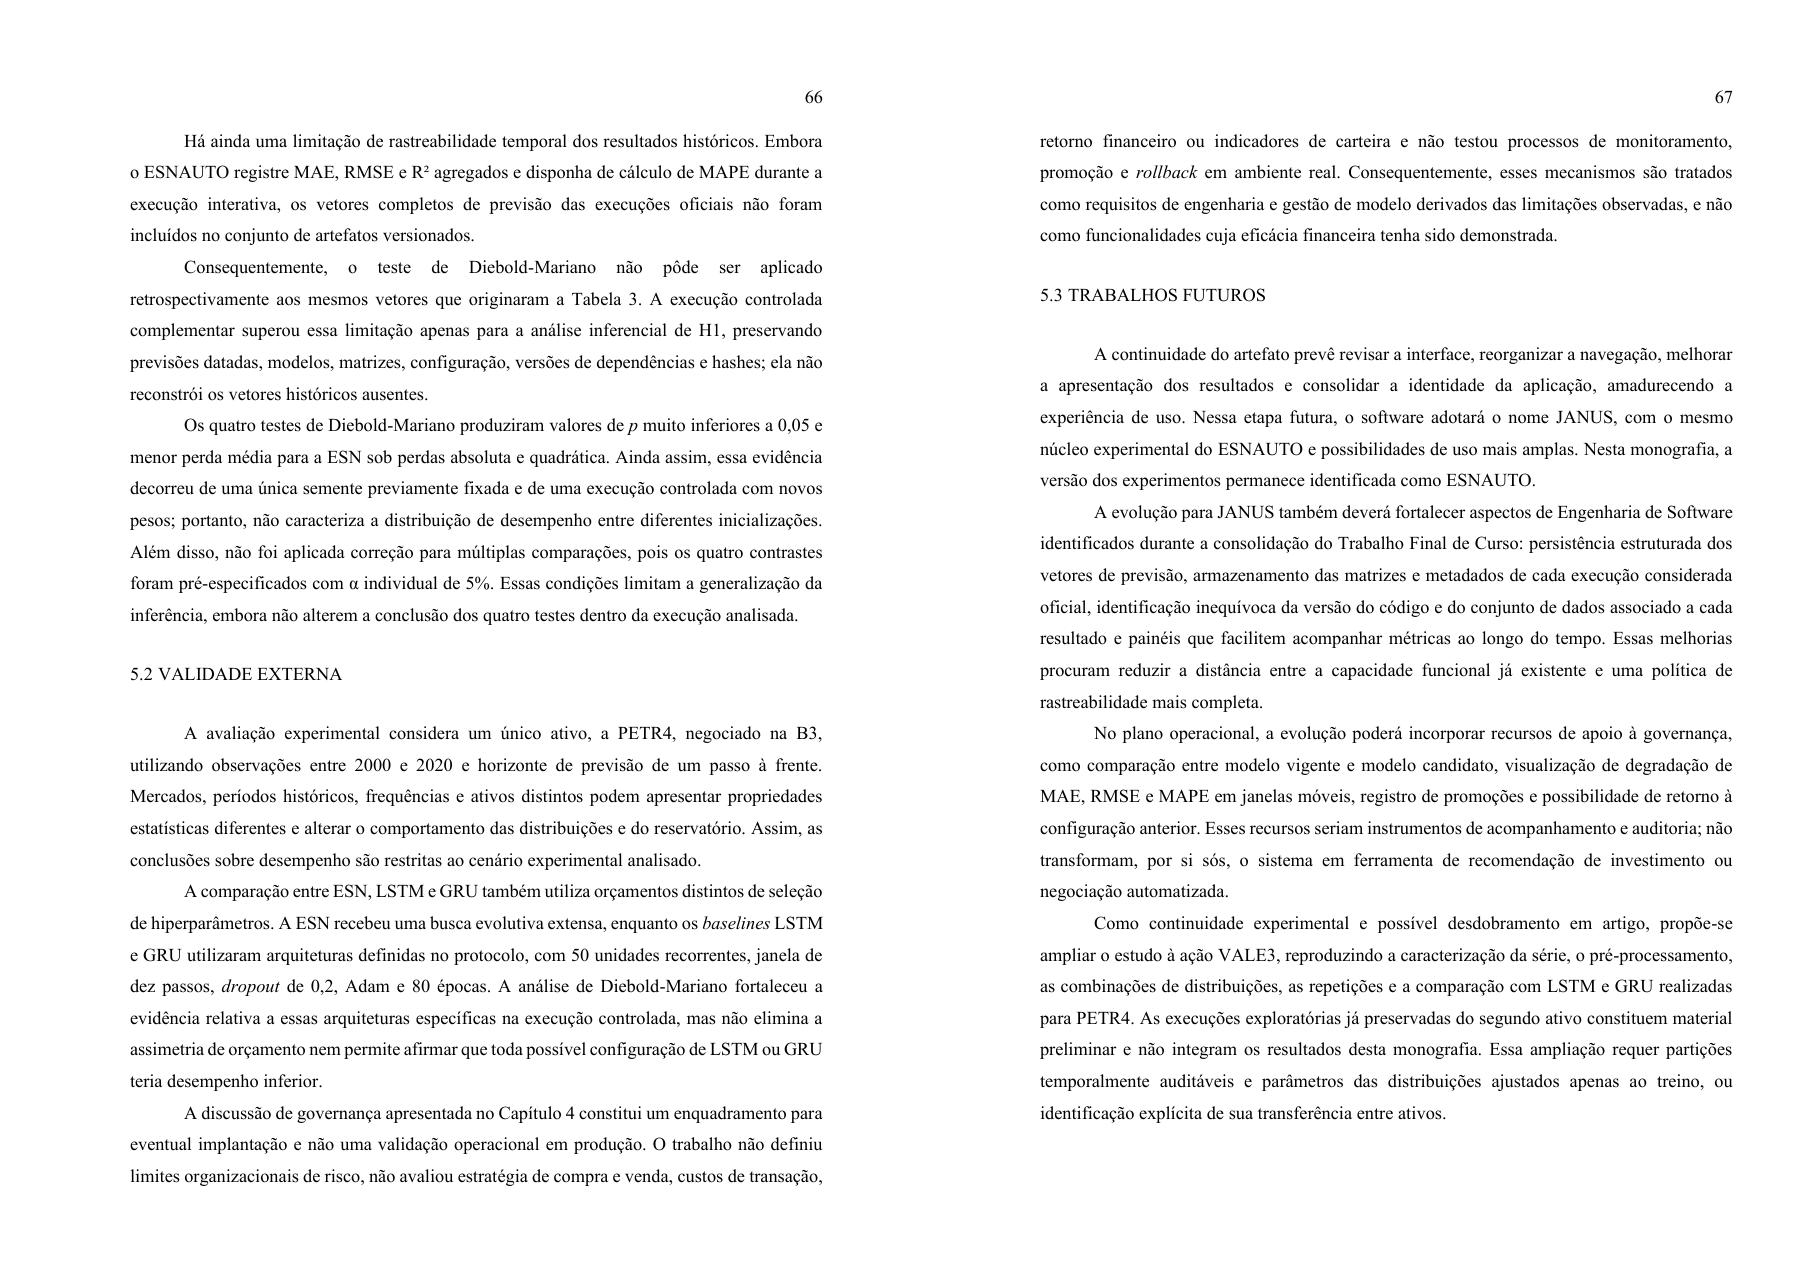 66
Há ainda uma limitação de rastreabilidade temporal dos resultados históricos. Embora
o ESNAUTO registre MAE, RMSE e R² agregados e disponha de cálculo de MAPE durante a
execução interativa, os vetores completos de previsão das execuções oficiais não foram
incluídos no conjunto de artefatos versionados.
Consequentemente, o teste de Diebold-Mariano não pôde ser aplicado
retrospectivamente aos mesmos vetores que originaram a Tabela 3. A execução controlada
complementar superou essa limitação apenas para a análise inferencial de H1, preservando
previsões datadas, modelos, matrizes, configuração, versões de dependências e hashes; ela não
reconstrói os vetores históricos ausentes.
Os quatro testes de Diebold-Mariano produziram valores de p muito inferiores a 0,05 e
menor perda média para a ESN sob perdas absoluta e quadrática. Ainda assim, essa evidência
decorreu de uma única semente previamente fixada e de uma execução controlada com novos
pesos; portanto, não caracteriza a distribuição de desempenho entre diferentes inicializações.
Além disso, não foi aplicada correção para múltiplas comparações, pois os quatro contrastes
foram pré-especificados com α individual de 5%. Essas condições limitam a generalização da
inferência, embora não alterem a conclusão dos quatro testes dentro da execução analisada.
5.2 VALIDADE EXTERNA
A avaliação experimental considera um único ativo, a PETR4, negociado na B3,
utilizando observações entre 2000 e 2020 e horizonte de previsão de um passo à frente.
Mercados, períodos históricos, frequências e ativos distintos podem apresentar propriedades
estatísticas diferentes e alterar o comportamento das distribuições e do reservatório. Assim, as
conclusões sobre desempenho são restritas ao cenário experimental analisado.
A comparação entre ESN, LSTM e GRU também utiliza orçamentos distintos de seleção
de hiperparâmetros. A ESN recebeu uma busca evolutiva extensa, enquanto os baselines LSTM
e GRU utilizaram arquiteturas definidas no protocolo, com 50 unidades recorrentes, janela de
dez passos, dropout de 0,2, Adam e 80 épocas. A análise de Diebold-Mariano fortaleceu a
evidência relativa a essas arquiteturas específicas na execução controlada, mas não elimina a
assimetria de orçamento nem permite afirmar que toda possível configuração de LSTM ou GRU
teria desempenho inferior.
A discussão de governança apresentada no Capítulo 4 constitui um enquadramento para
eventual implantação e não uma validação operacional em produção. O trabalho não definiu
limites organizacionais de risco, não avaliou estratégia de compra e venda, custos de transação,
67
retorno financeiro ou indicadores de carteira e não testou processos de monitoramento,
promoção e rollback em ambiente real. Consequentemente, esses mecanismos são tratados
como requisitos de engenharia e gestão de modelo derivados das limitações observadas, e não
como funcionalidades cuja eficácia financeira tenha sido demonstrada.
5.3 TRABALHOS FUTUROS
A continuidade do artefato prevê revisar a interface, reorganizar a navegação, melhorar
a apresentação dos resultados e consolidar a identidade da aplicação, amadurecendo a
experiência de uso. Nessa etapa futura, o software adotará o nome JANUS, com o mesmo
núcleo experimental do ESNAUTO e possibilidades de uso mais amplas. Nesta monografia, a
versão dos experimentos permanece identificada como ESNAUTO.
A evolução para JANUS também deverá fortalecer aspectos de Engenharia de Software
identificados durante a consolidação do Trabalho Final de Curso: persistência estruturada dos
vetores de previsão, armazenamento das matrizes e metadados de cada execução considerada
oficial, identificação inequívoca da versão do código e do conjunto de dados associado a cada
resultado e painéis que facilitem acompanhar métricas ao longo do tempo. Essas melhorias
procuram reduzir a distância entre a capacidade funcional já existente e uma política de
rastreabilidade mais completa.
No plano operacional, a evolução poderá incorporar recursos de apoio à governança,
como comparação entre modelo vigente e modelo candidato, visualização de degradação de
MAE, RMSE e MAPE em janelas móveis, registro de promoções e possibilidade de retorno à
configuração anterior. Esses recursos seriam instrumentos de acompanhamento e auditoria; não
transformam, por si sós, o sistema em ferramenta de recomendação de investimento ou
negociação automatizada.
Como continuidade experimental e possível desdobramento em artigo, propõe-se
ampliar o estudo à ação VALE3, reproduzindo a caracterização da série, o pré-processamento,
as combinações de distribuições, as repetições e a comparação com LSTM e GRU realizadas
para PETR4. As execuções exploratórias já preservadas do segundo ativo constituem material
preliminar e não integram os resultados desta monografia. Essa ampliação requer partições
temporalmente auditáveis e parâmetros das distribuições ajustados apenas ao treino, ou
identificação explícita de sua transferência entre ativos.